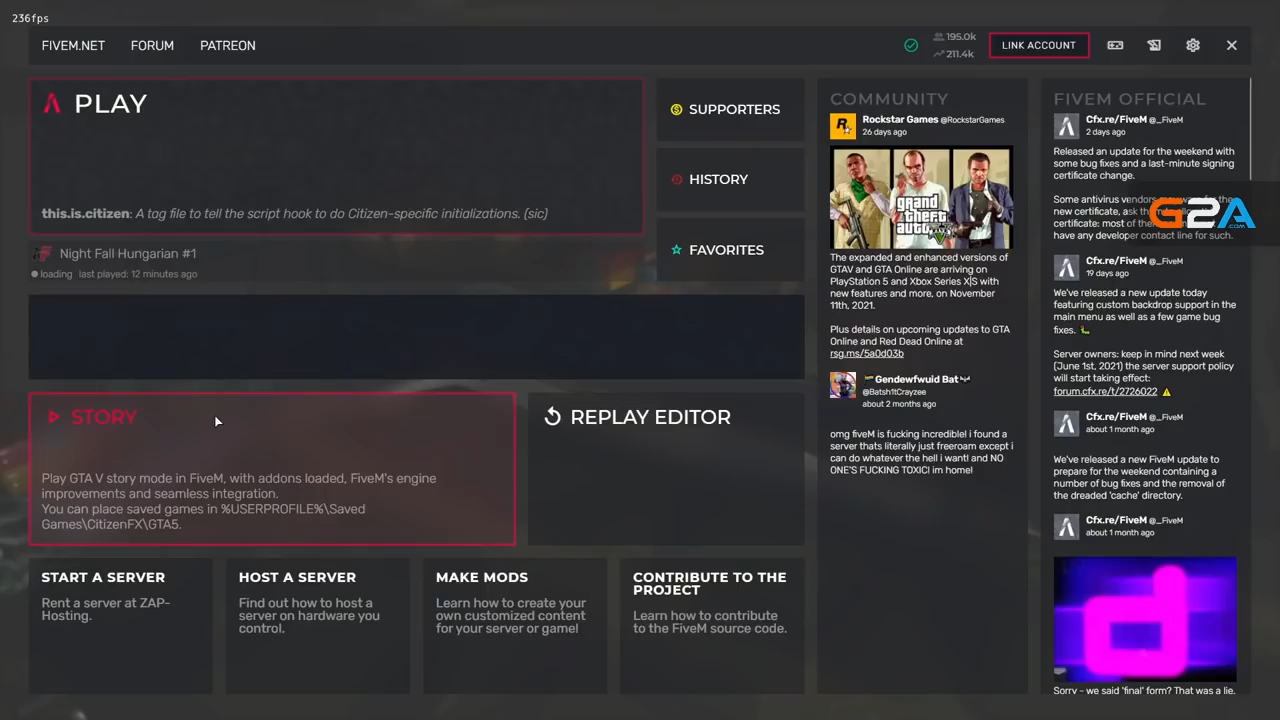 236fps
FIVEM.NET
FORUM
PATREON
195.0k
211.4k
LINK ACCOUNT
PLAY
this.is.citizen: A tag file to tell the script hook to do Citizen-specific initializations. (sic)
Night Fall Hungarian #1
loading last played: 12 minutes ago
SUPPORTERS
HISTORY
FAVORITES
STORY
Play GTA V story mode in FiveM, with addons loaded, FiveM's engine
improvements and seamless integration.
You can place saved games in %USERPROFILE%\Saved
Games\CitizenFX\GTA5.
REPLAY EDITOR
START A SERVER
Rent a server at ZAP-
Hosting.
HOST A SERVER
Find out how to host a
server on hardware you
control.
MAKE MODS
Learn how to create your
own customized content
for your server or game!
CONTRIBUTE TO THE
PROJECT
Learn how to contribute
to the FiveM source code.
COMMUNITY
Rockstar Games @RockstarGames
26 days ago
grand
theft
auto
V
The expanded and enhanced versions of
GTAV and GTA Online are arriving on
PlayStation 5 and Xbox Series X|S with
new features and more, on November
11th, 2021.
Plus details on upcoming updates to GTA
Online and Red Dead Online at
rsg.ms/5a0d03b
Gendewfwuid Bat
@Batsh1tCrayzee
about 2 months ago
omg fiveM is fucking incredible! i found a
server thats literally just freeroam except i
can do whatever the hell i want! and NO
ONE'S FUCKING TOXIC! im home!
FIVEM OFFICIAL
Cfx.re/FiveM @_FiveM
2 days ago
Released an update for the weekend with
some bug fixes and a last-minute signing
certificate change.
Some antivirus vendors
new certificate, ask
certificate: most of
have any developer contact line for such.
G2A
.COM
Cfx.re/FiveM @_FiveM
19 days ago
We've released a new update today
featuring custom backdrop support in the
main menu as well as a few game bug
fixes.
Server owners: keep in mind next week
(June 1st, 2021) the server support policy
will start taking effect:
forum.cfx.re/t/2726022
Cfx.re/FiveM @_FiveM
about 1 month ago
We've released a new FiveM update to
prepare for the weekend containing a
number of bug fixes and the removal of
the dreaded 'cache' directory.
Cfx.re/FiveM @_FiveM
about 1 month ago
d
Sorry - we said 'final' form? That was a lie.